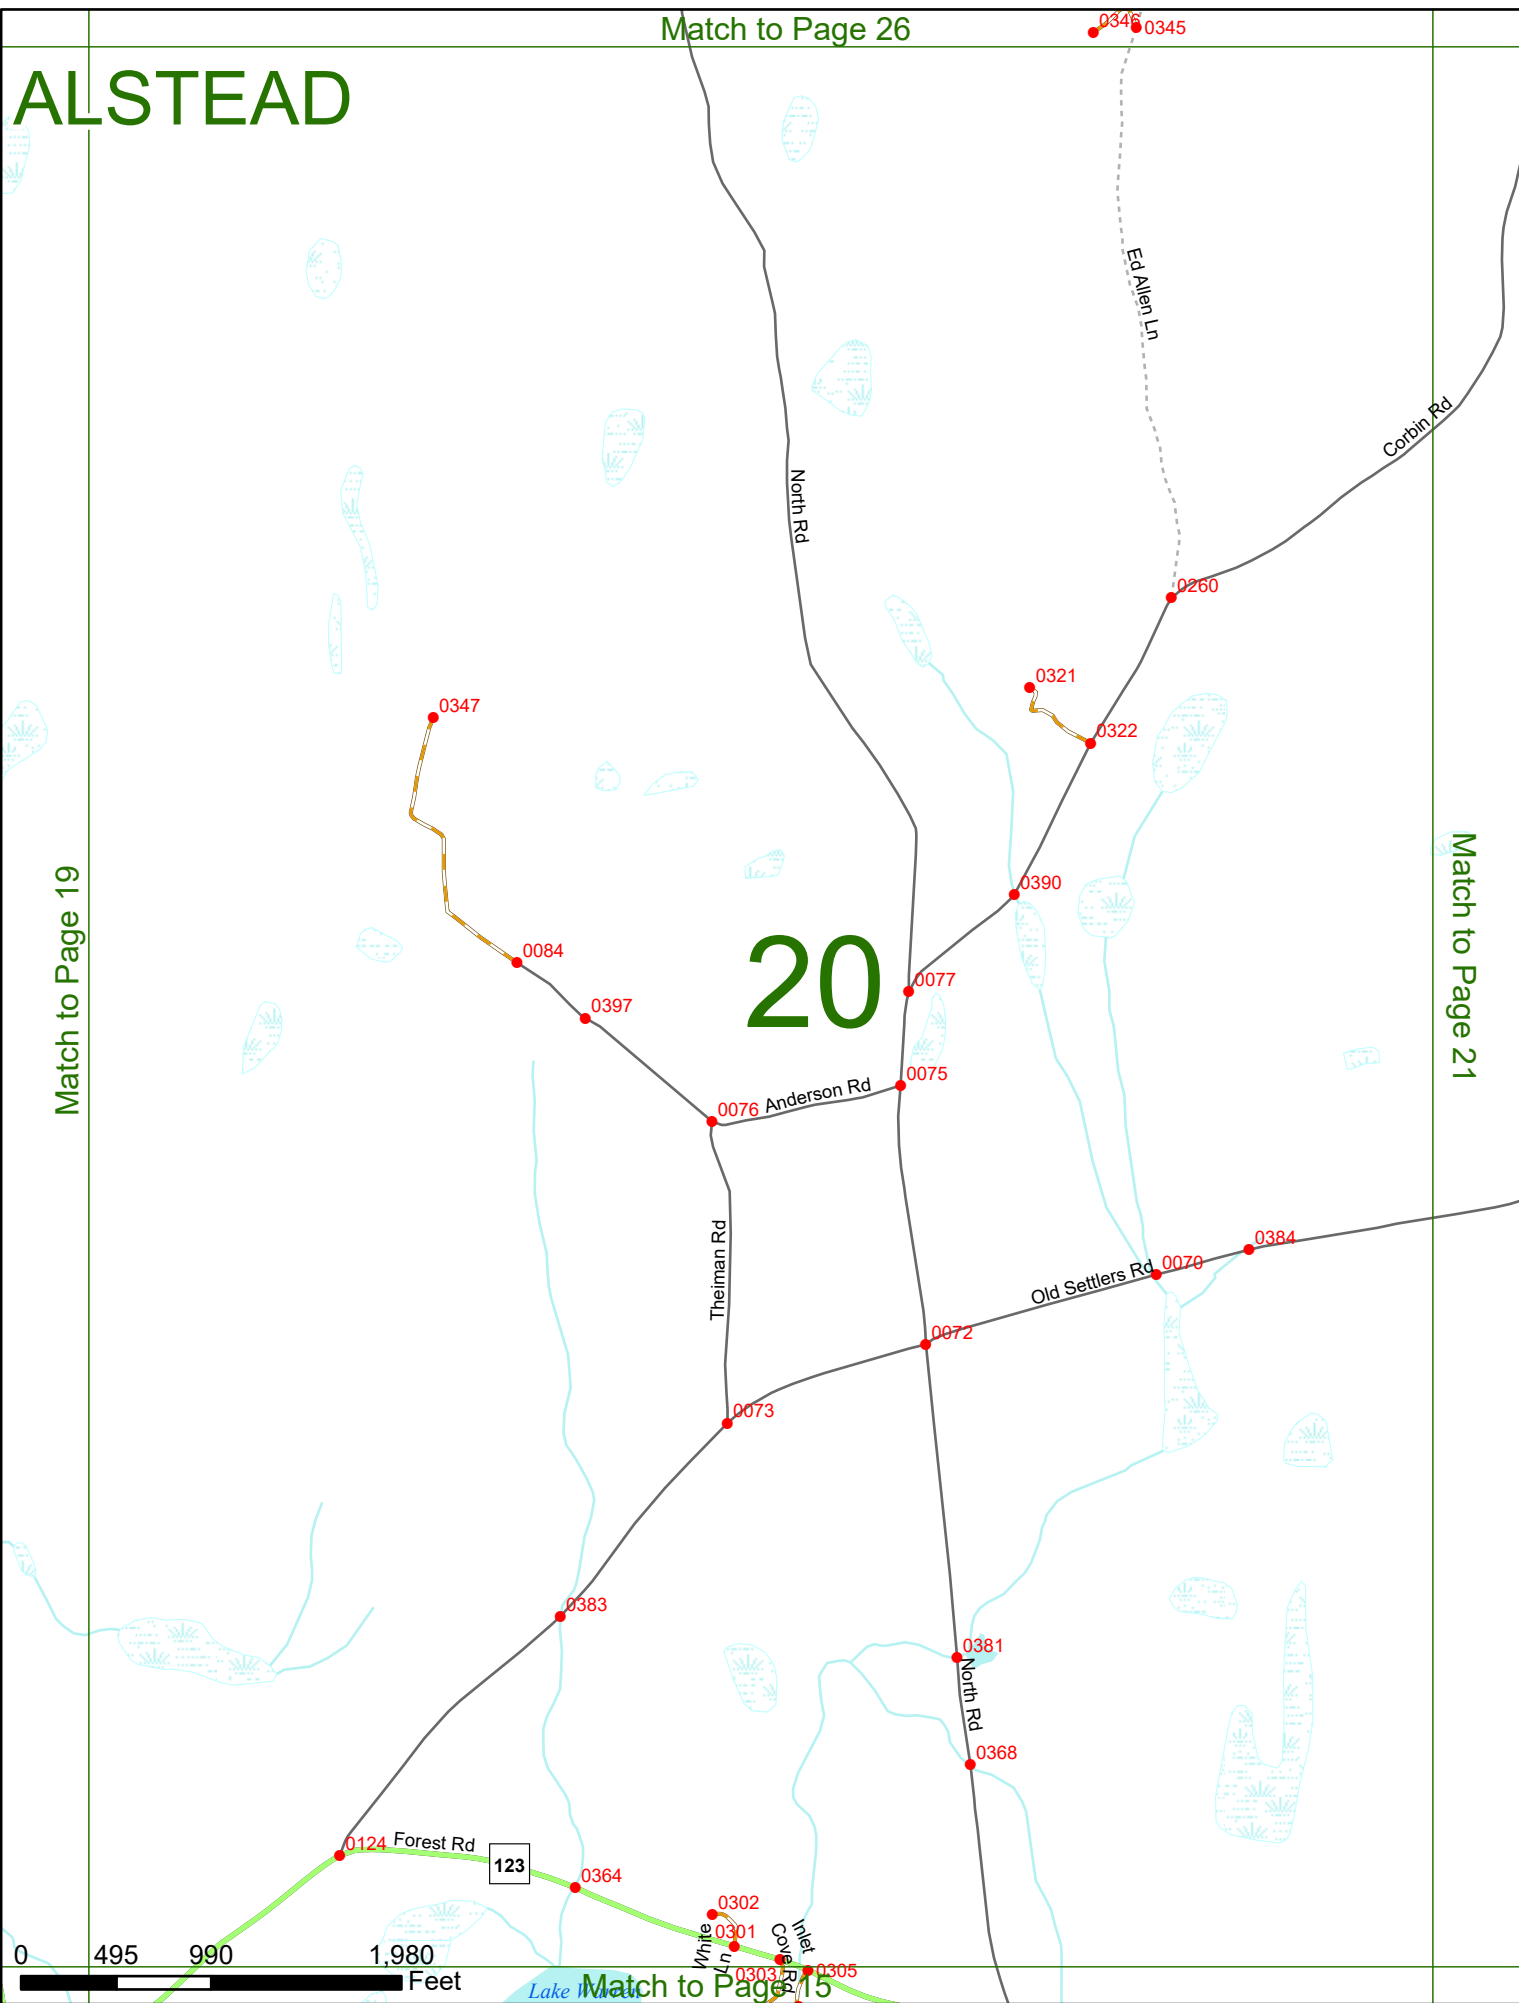 Match to Page 26
0346
0345
ALSTEAD
Ed Allen Ln
Corbin Rd
North Rd
0260
0321
0347
0322
Match to Page 19
Match to Page 21
0390
20
0084
0077
0397
0075
Anderson Rd
0076
Theiman Rd
0384
0070
Old Settlers Rd
0072
0073
0383
0381
North Rd
0368
0124
Forest Rd
123
0364
0302
White Ln
0301
Inlet
Cove Rd
0303
0305
0 495 990 1,980
Feet
Lake Warren
Match to Page 15